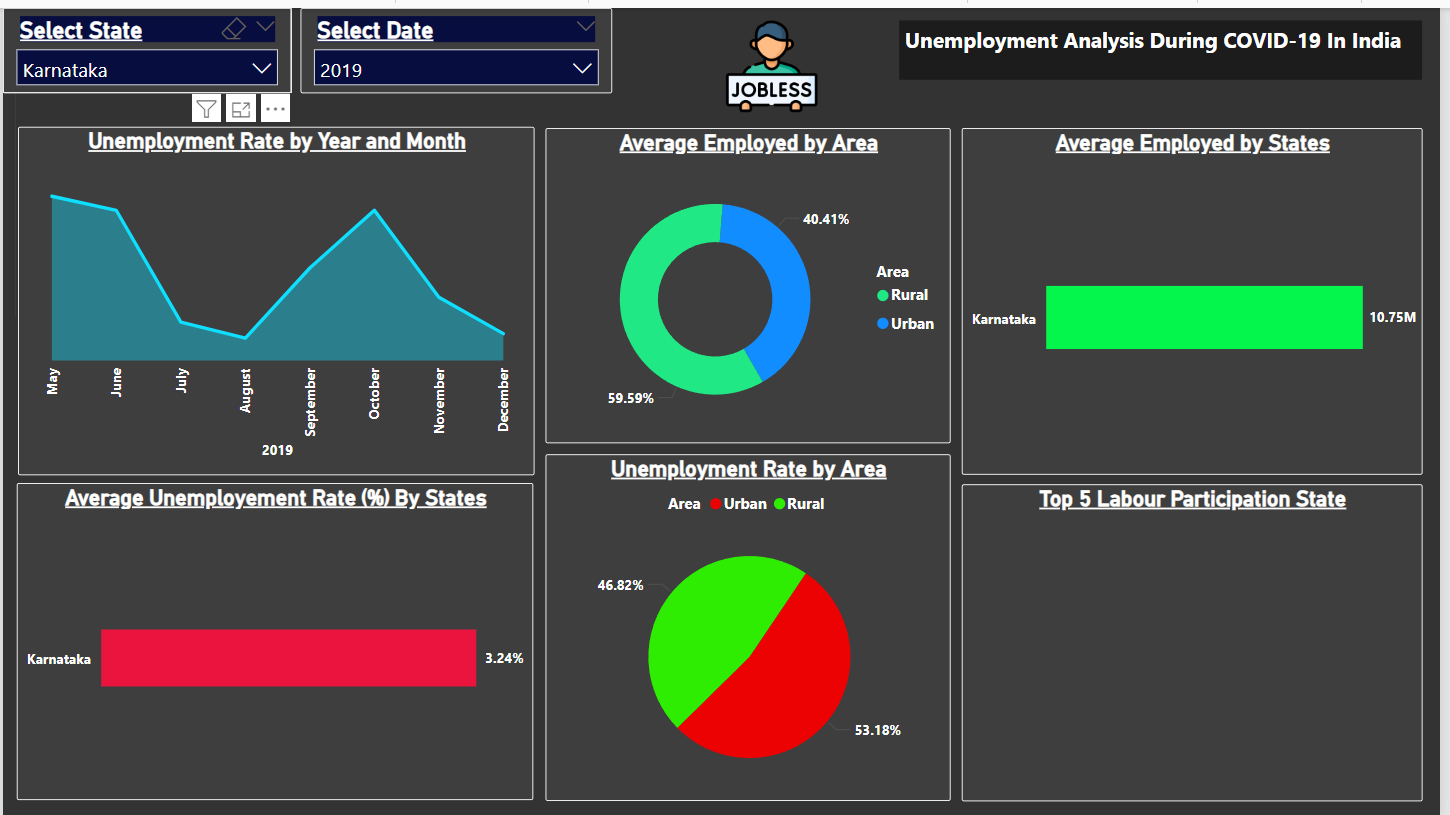 Select State
Karnataka
Select Date
2019
JOBLESS
Unemployment Analysis During COVID-19 In India
Unemployment Rate by Year and Month
May
June
July
August
September
October
November
December
2019
Average Employed by Area
40.41%
59.59%
Area
Rural
Urban
Average Employed by States
Karnataka
10.75M
Average Unemployement Rate (%) By States
Karnataka
3.24%
Unemployment Rate by Area
Area Urban Rural
46.82%
53.18%
Top 5 Labour Participation State